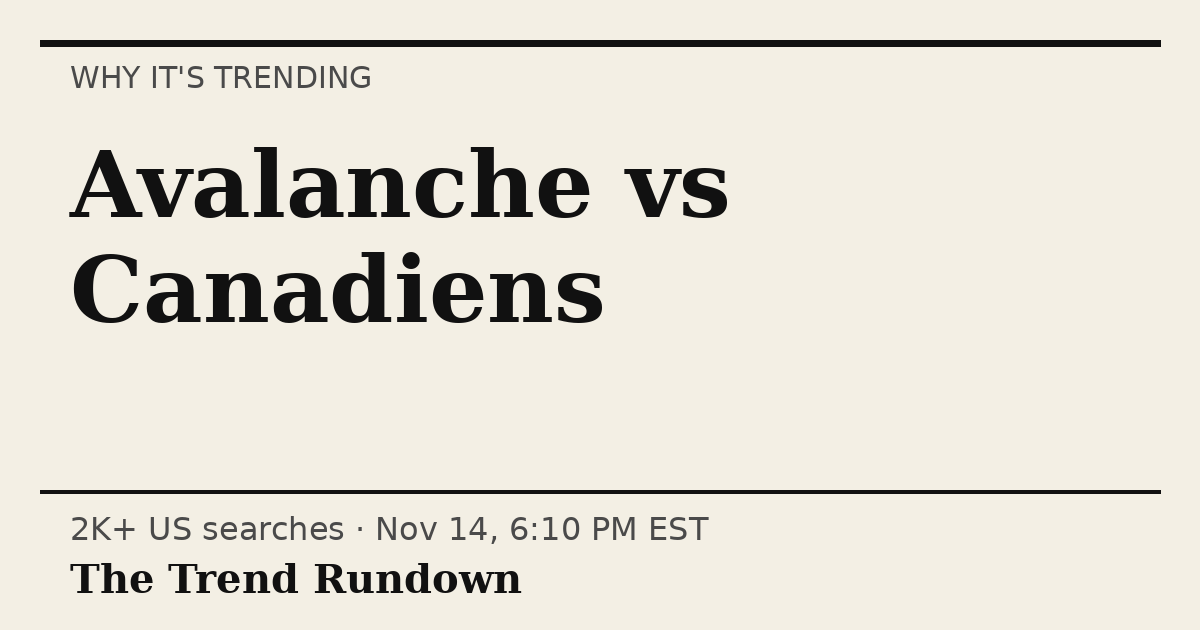 WHY IT'S TRENDING
Avalanche vs
Canadiens
2K+ US searches · Nov 14, 6:10 PM EST
The Trend Rundown